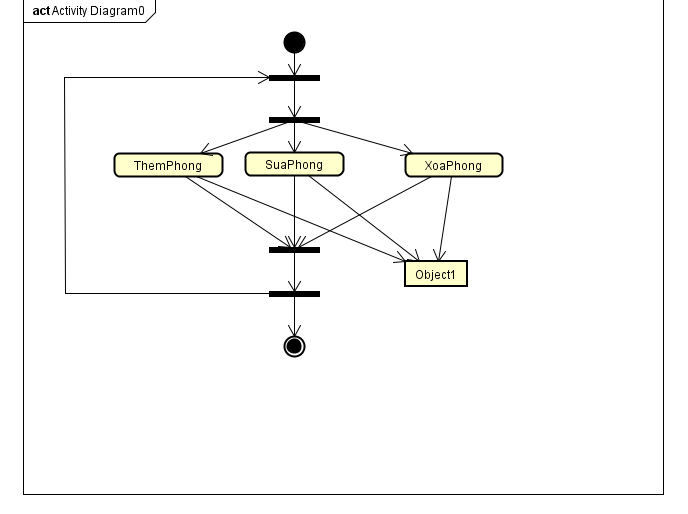 act Activity Diagram0
ThemPhong
SuaPhong
XoaPhong
Object1